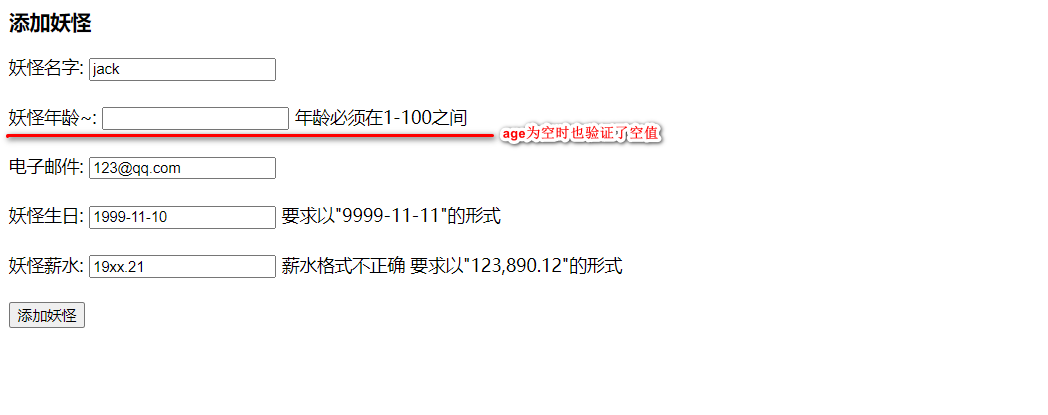 添加妖怪
妖怪名字: jack
妖怪年龄~: 年龄必须在1-100之间
age为空时也验证了空值
电子邮件: 123@qq.com
妖怪生日: 1999-11-10 要求以"9999-11-11"的形式
妖怪薪水: 19xx.21 薪水格式不正确 要求以"123,890.12"的形式
添加妖怪